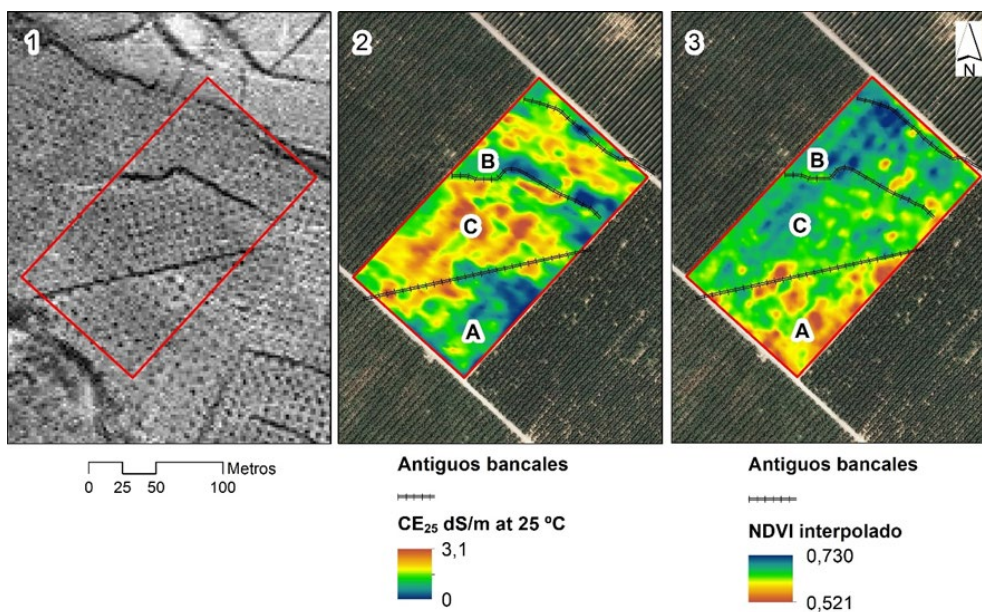 1
2
3
N
B
C
A
B
C
A
0 25 50 100 Metros
Antiguos bancales
CE₂₅ dS/m at 25 ºC
3,1
0
Antiguos bancales
NDVI interpolado
0,730
0,521